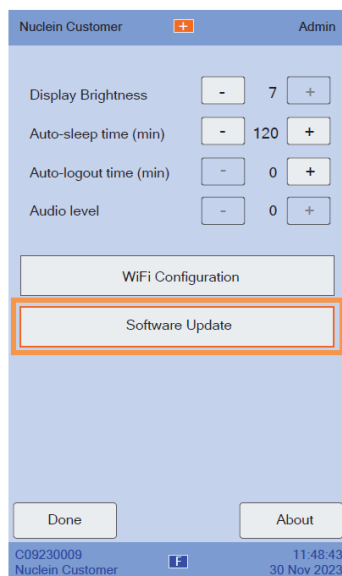 Nuclein Customer + Admin
Display Brightness - 7 +
Auto-sleep time (min) - 120 +
Auto-logout time (min) - 0 +
Audio level - 0 +
WiFi Configuration
Software Update
Done About
C09230009 11:48:43
Nuclein Customer F 30 Nov 2023